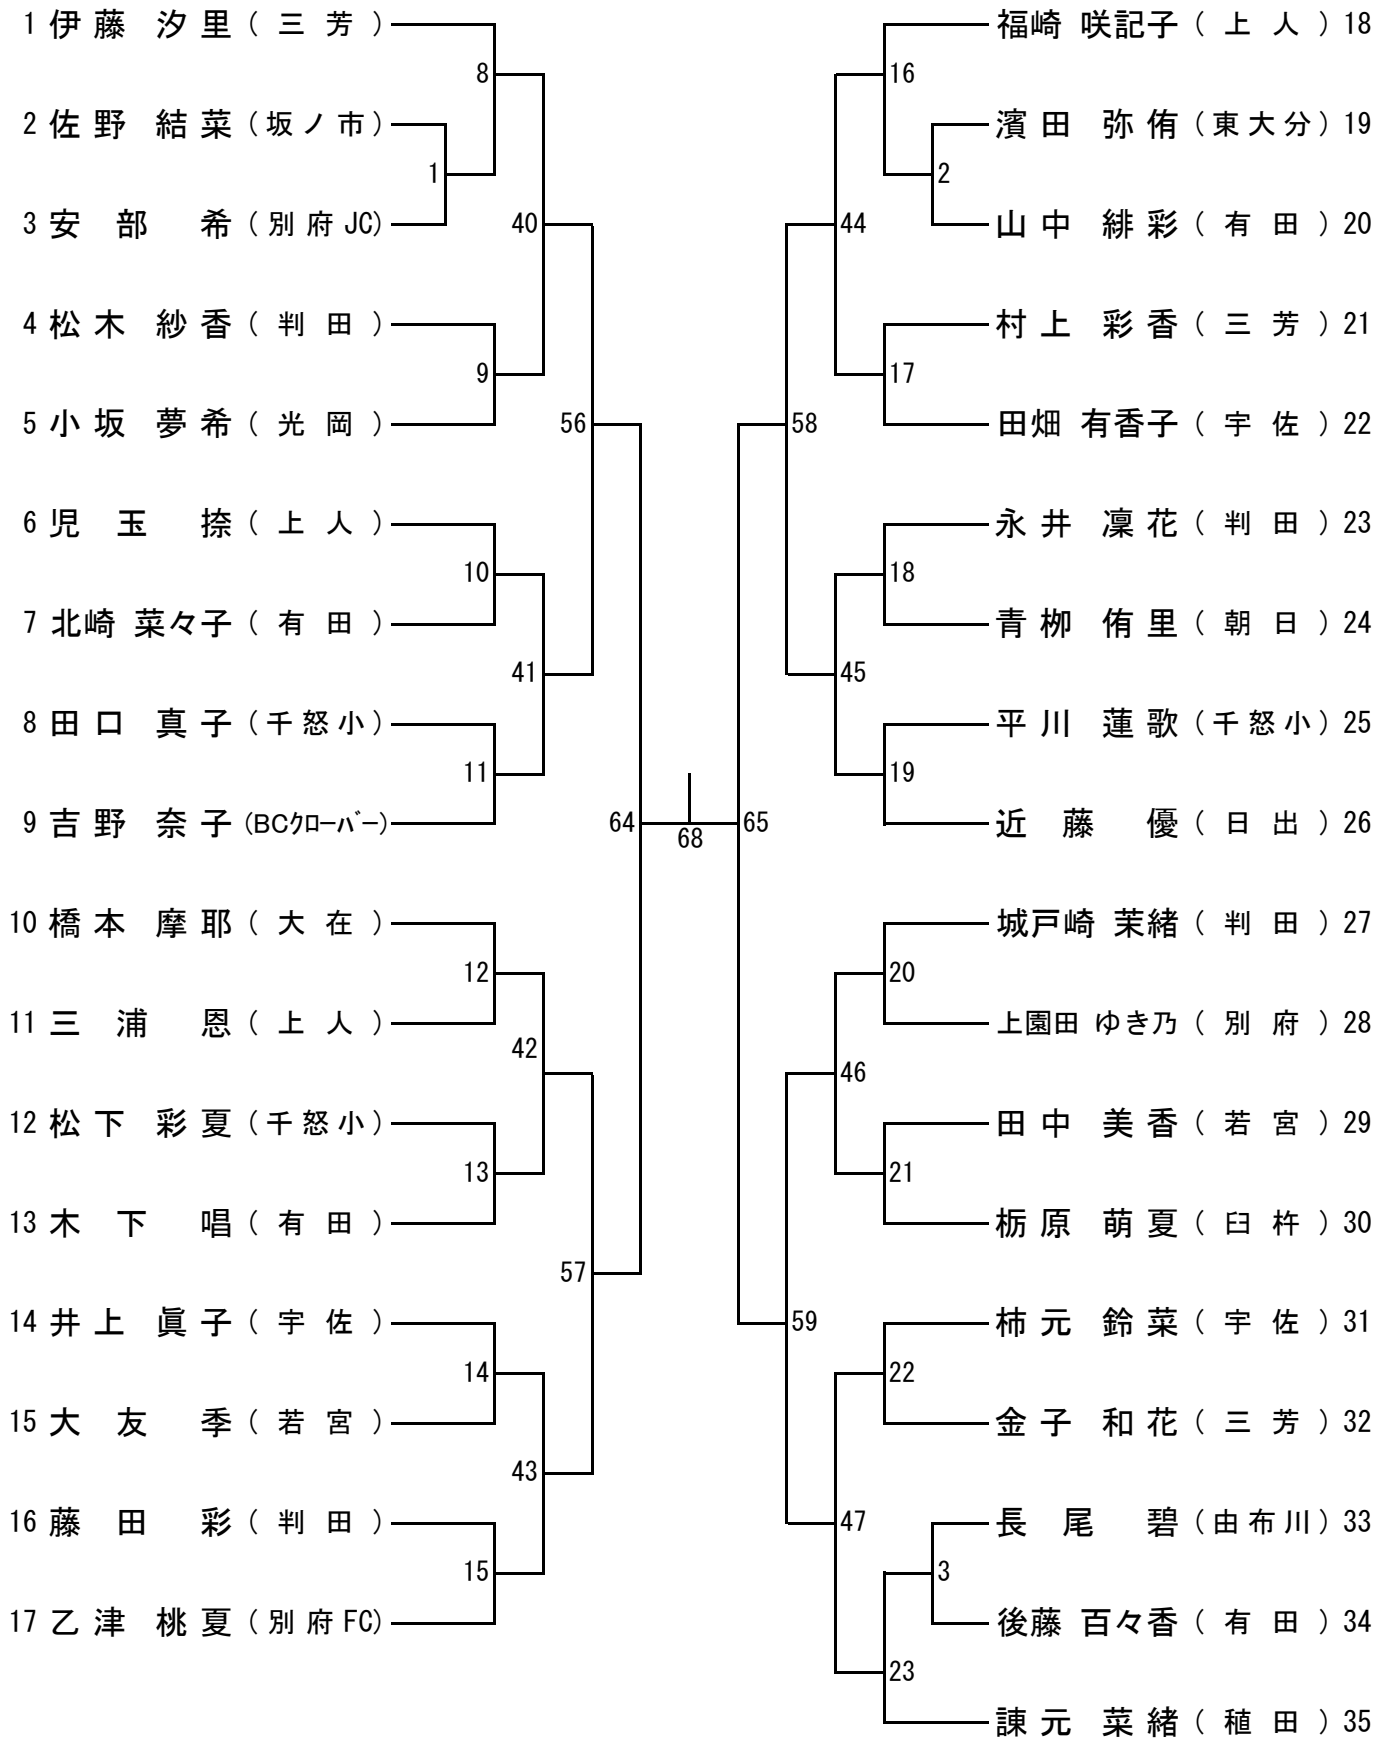 1 伊藤 汐里 ( 三芳 )
8
2 佐野 結菜 ( 坂ノ市 )
1
3 安部 希 ( 別府JC)
40
4 松木 紗香 ( 判田 )
9
5 小坂 夢希 ( 光岡 )
56
6 児玉 捺 ( 上人 )
10
7 北崎 菜々子 ( 有田 )
41
8 田口 真子 ( 千怒小 )
11
9 吉野 奈子 (BCｸﾛｰﾊﾞｰ)
64
68
10 橋本 摩耶 ( 大在 )
12
11 三浦 恩 ( 上人 )
42
12 松下 彩夏 ( 千怒小 )
13
13 木下 唱 ( 有田 )
57
14 井上 眞子 ( 宇佐 )
14
15 大友 季 ( 若宮 )
43
16 藤田 彩 ( 判田 )
15
17 乙津 桃夏 ( 別府FC)
福崎 咲記子 ( 上人 ) 18
16
濱田 弥侑 ( 東大分 ) 19
2
山中 緋彩 ( 有田 ) 20
44
村上 彩香 ( 三芳 ) 21
17
田畑 有香子 ( 宇佐 ) 22
58
永井 凜花 ( 判田 ) 23
18
青栁 侑里 ( 朝日 ) 24
45
平川 蓮歌 ( 千怒小 ) 25
19
近藤 優 ( 日出 ) 26
65
城戸崎 茉緒 ( 判田 ) 27
20
上園田 ゆき乃 ( 別府 ) 28
46
田中 美香 ( 若宮 ) 29
21
栃原 萌夏 ( 臼杵 ) 30
59
柿元 鈴菜 ( 宇佐 ) 31
22
金子 和花 ( 三芳 ) 32
47
長尾 碧 ( 由布川 ) 33
3
後藤 百々香 ( 有田 ) 34
23
諌元 菜緒 ( 稙田 ) 35